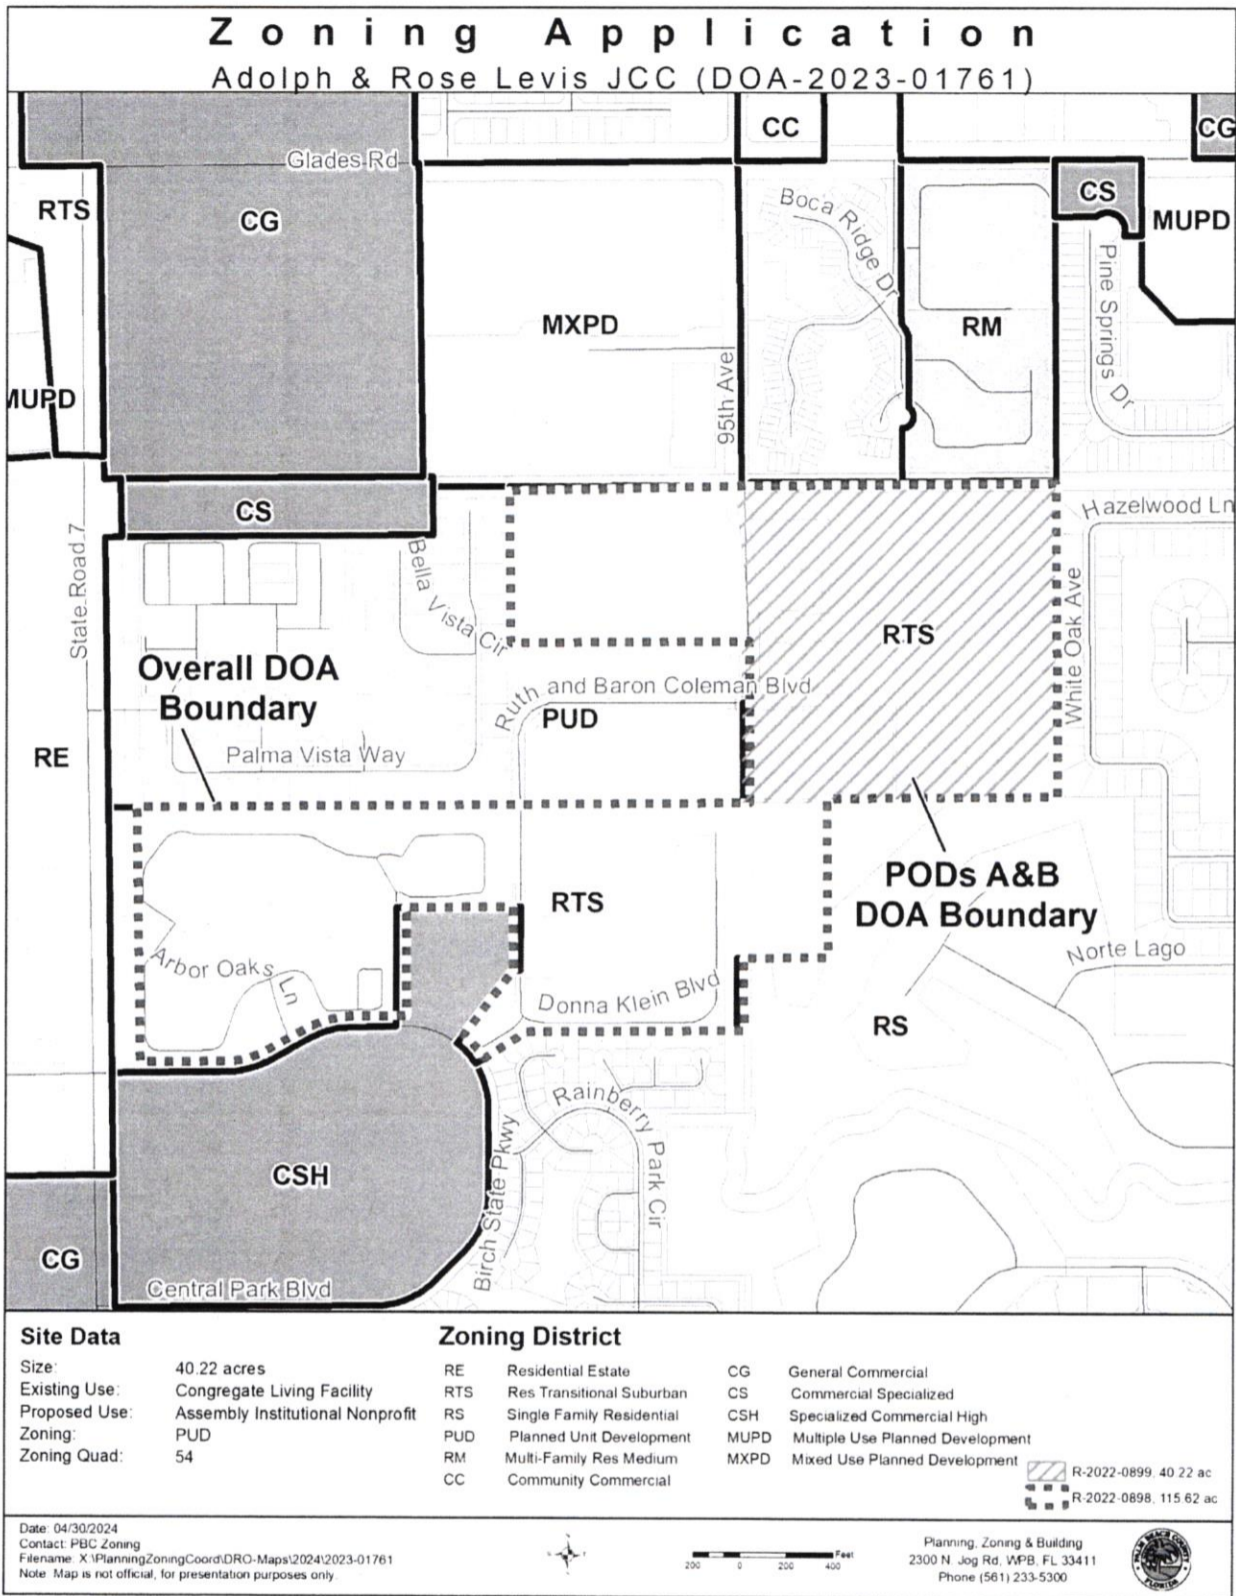 Zoning Application
Adolph & Rose Levis JCC (DOA-2023-01761)
CC
CG
Glades Rd
RTS
CG
Boca Ridge Dr
CS
MUPD
Pine Springs Dr
MXPD
RM
95th Ave
MUPD
CS
Hazelwood Ln
State Road 7
Bella Vista Cir
RTS
White Oak Ave
Overall DOA
Boundary
Ruth and Baron Coleman Blvd
PUD
RE
Palma Vista Way
PODs A&B
DOA Boundary
RTS
Arbor Oaks Ln
Norte Lago
Donna Klein Blvd
RS
Rainberry Park Cir
Birch State Pkwy
CSH
CG
Central Park Blvd
Site Data
Size: 40.22 acres
Existing Use: Congregate Living Facility
Proposed Use: Assembly Institutional Nonprofit
Zoning: PUD
Zoning Quad: 54
Zoning District
RE Residential Estate
RTS Res Transitional Suburban
RS Single Family Residential
PUD Planned Unit Development
RM Multi-Family Res Medium
CC Community Commercial
CG General Commercial
CS Commercial Specialized
CSH Specialized Commercial High
MUPD Multiple Use Planned Development
MXPD Mixed Use Planned Development
R-2022-0899, 40.22 ac
R-2022-0898, 115.62 ac
Date: 04/30/2024
Contact: PBC Zoning
Filename: X:\PlanningZoningCoord\DRO-Maps\2024\2023-01761
Note: Map is not official, for presentation purposes only.
Feet
200 0 200 400
Planning, Zoning & Building
2300 N. Jog Rd, WPB, FL 33411
Phone (561) 233-5300
PALM BEACH COUNTY
FLORIDA